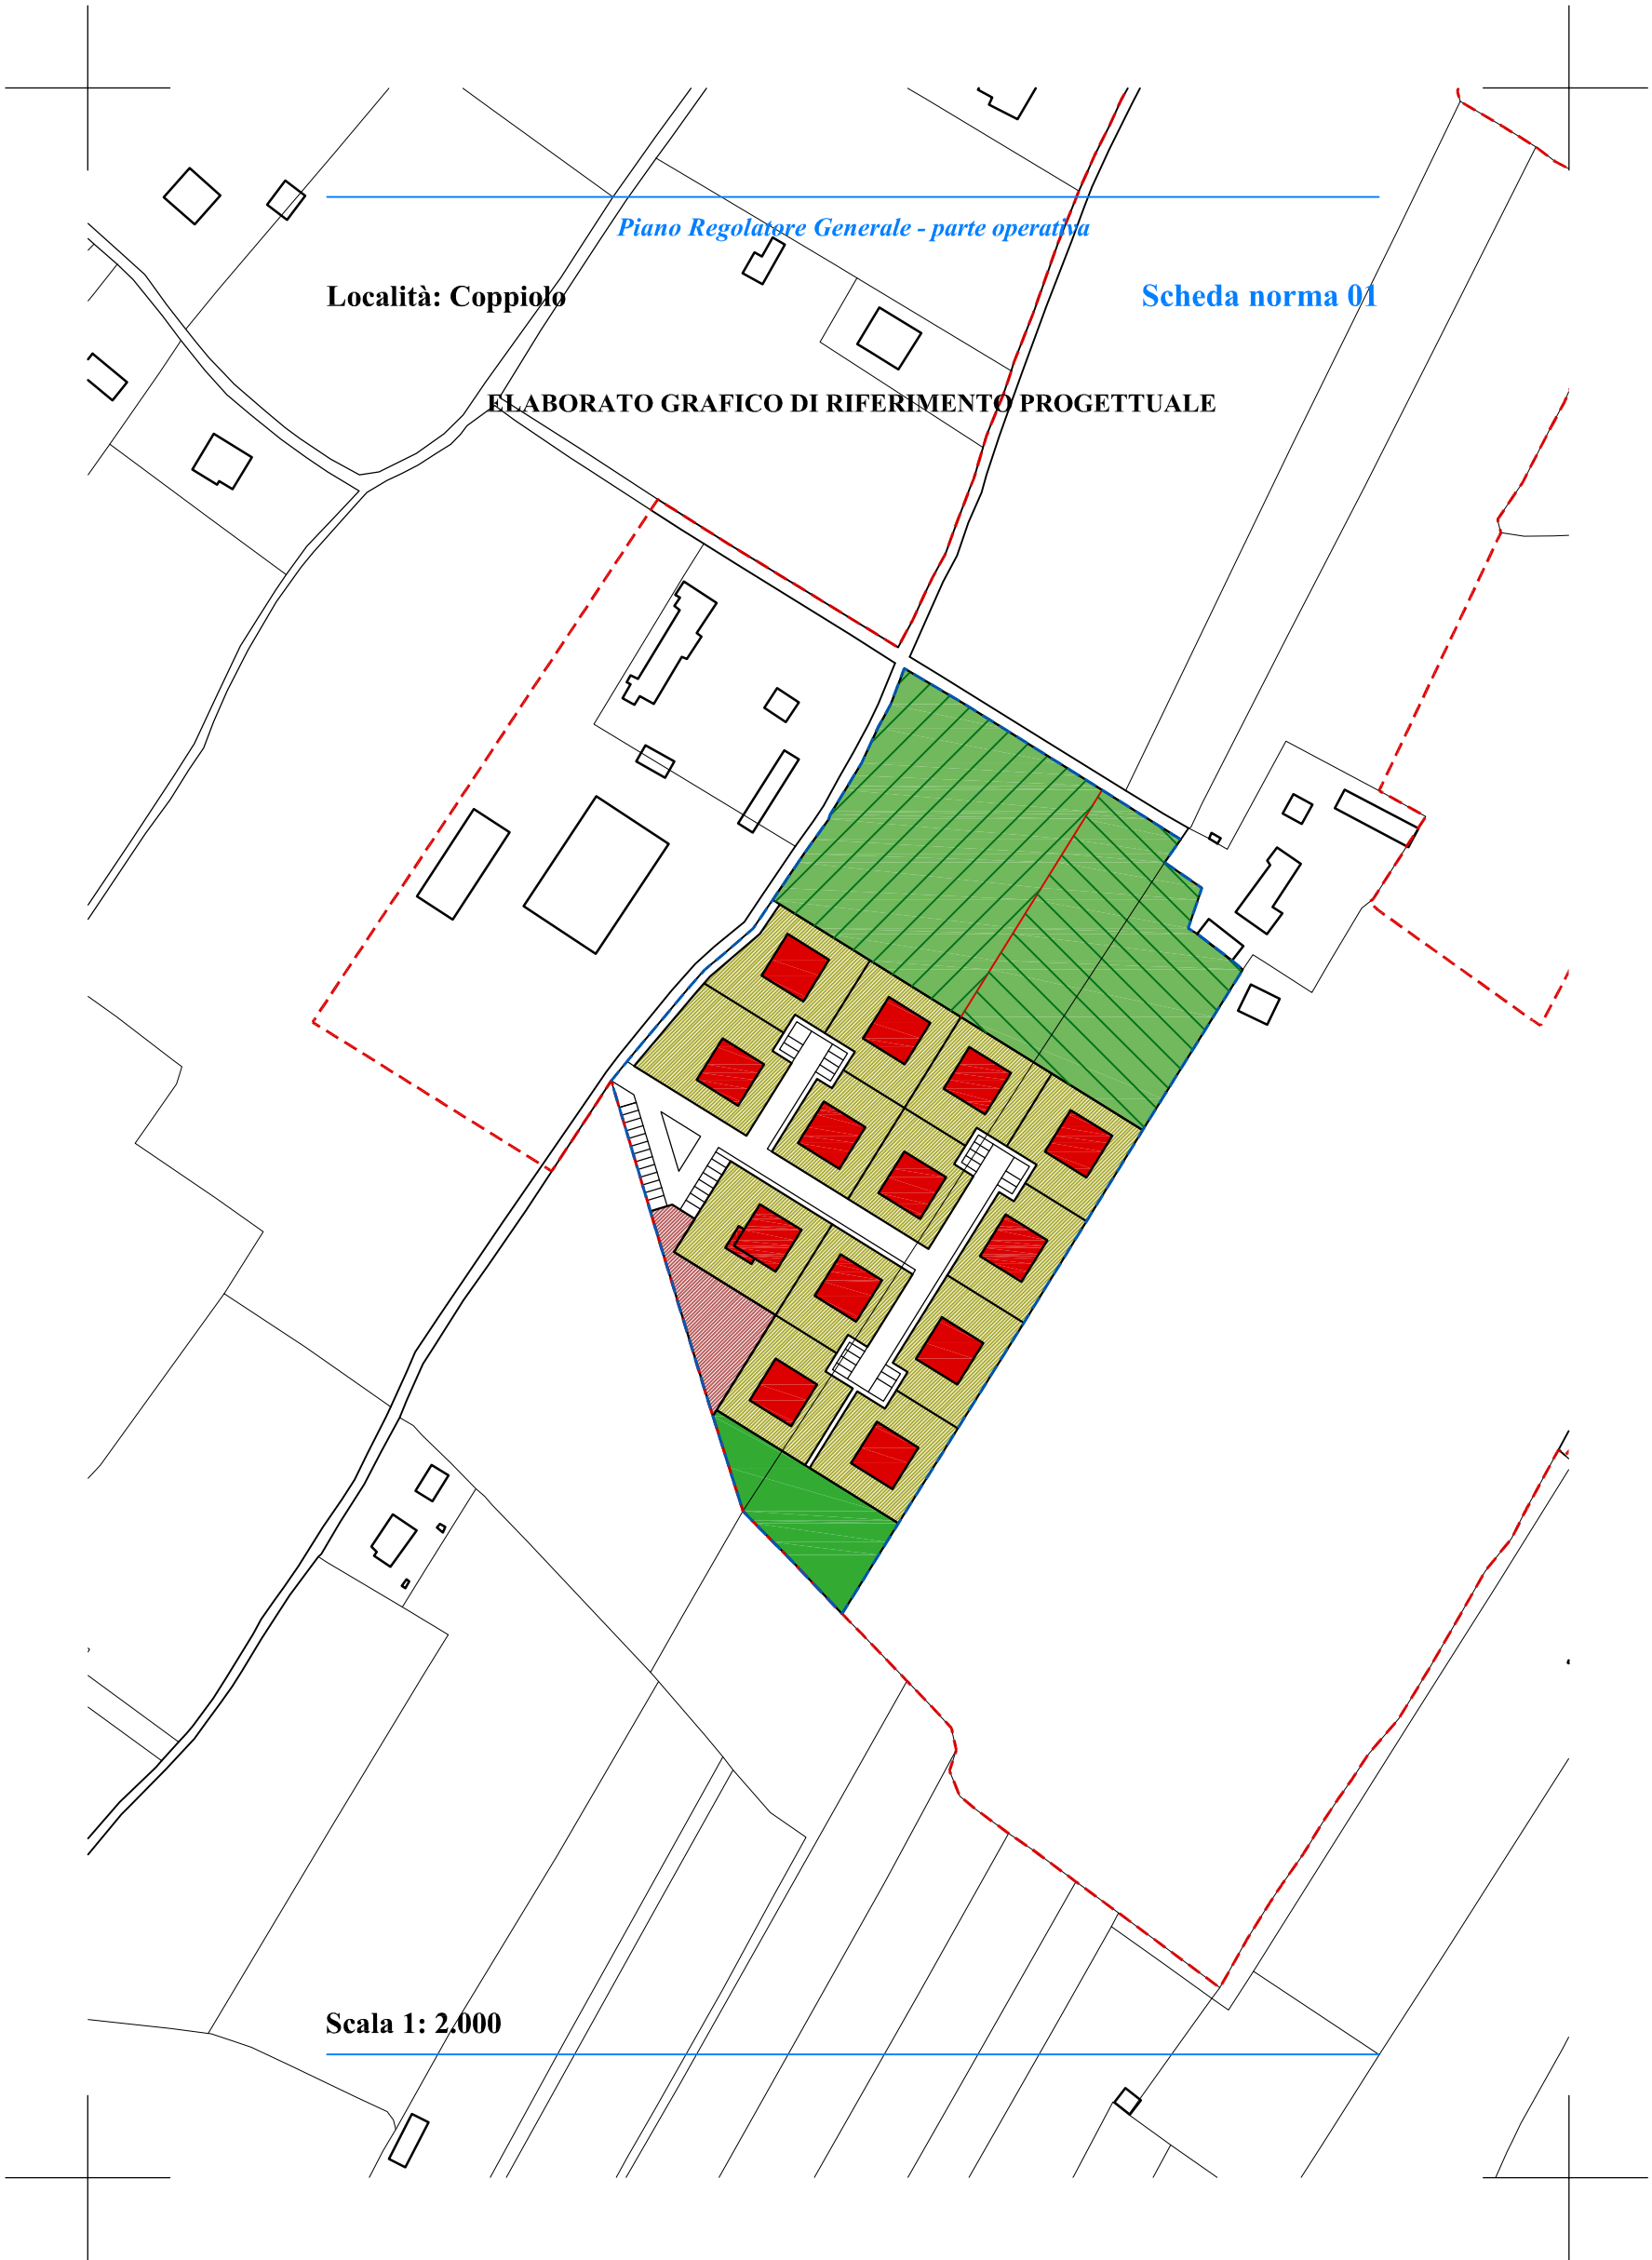 Piano Regolatore Generale - parte operativa
Località: Coppiolo
Scheda norma 01
ELABORATO GRAFICO DI RIFERIMENTO PROGETTUALE
Scala 1: 2.000